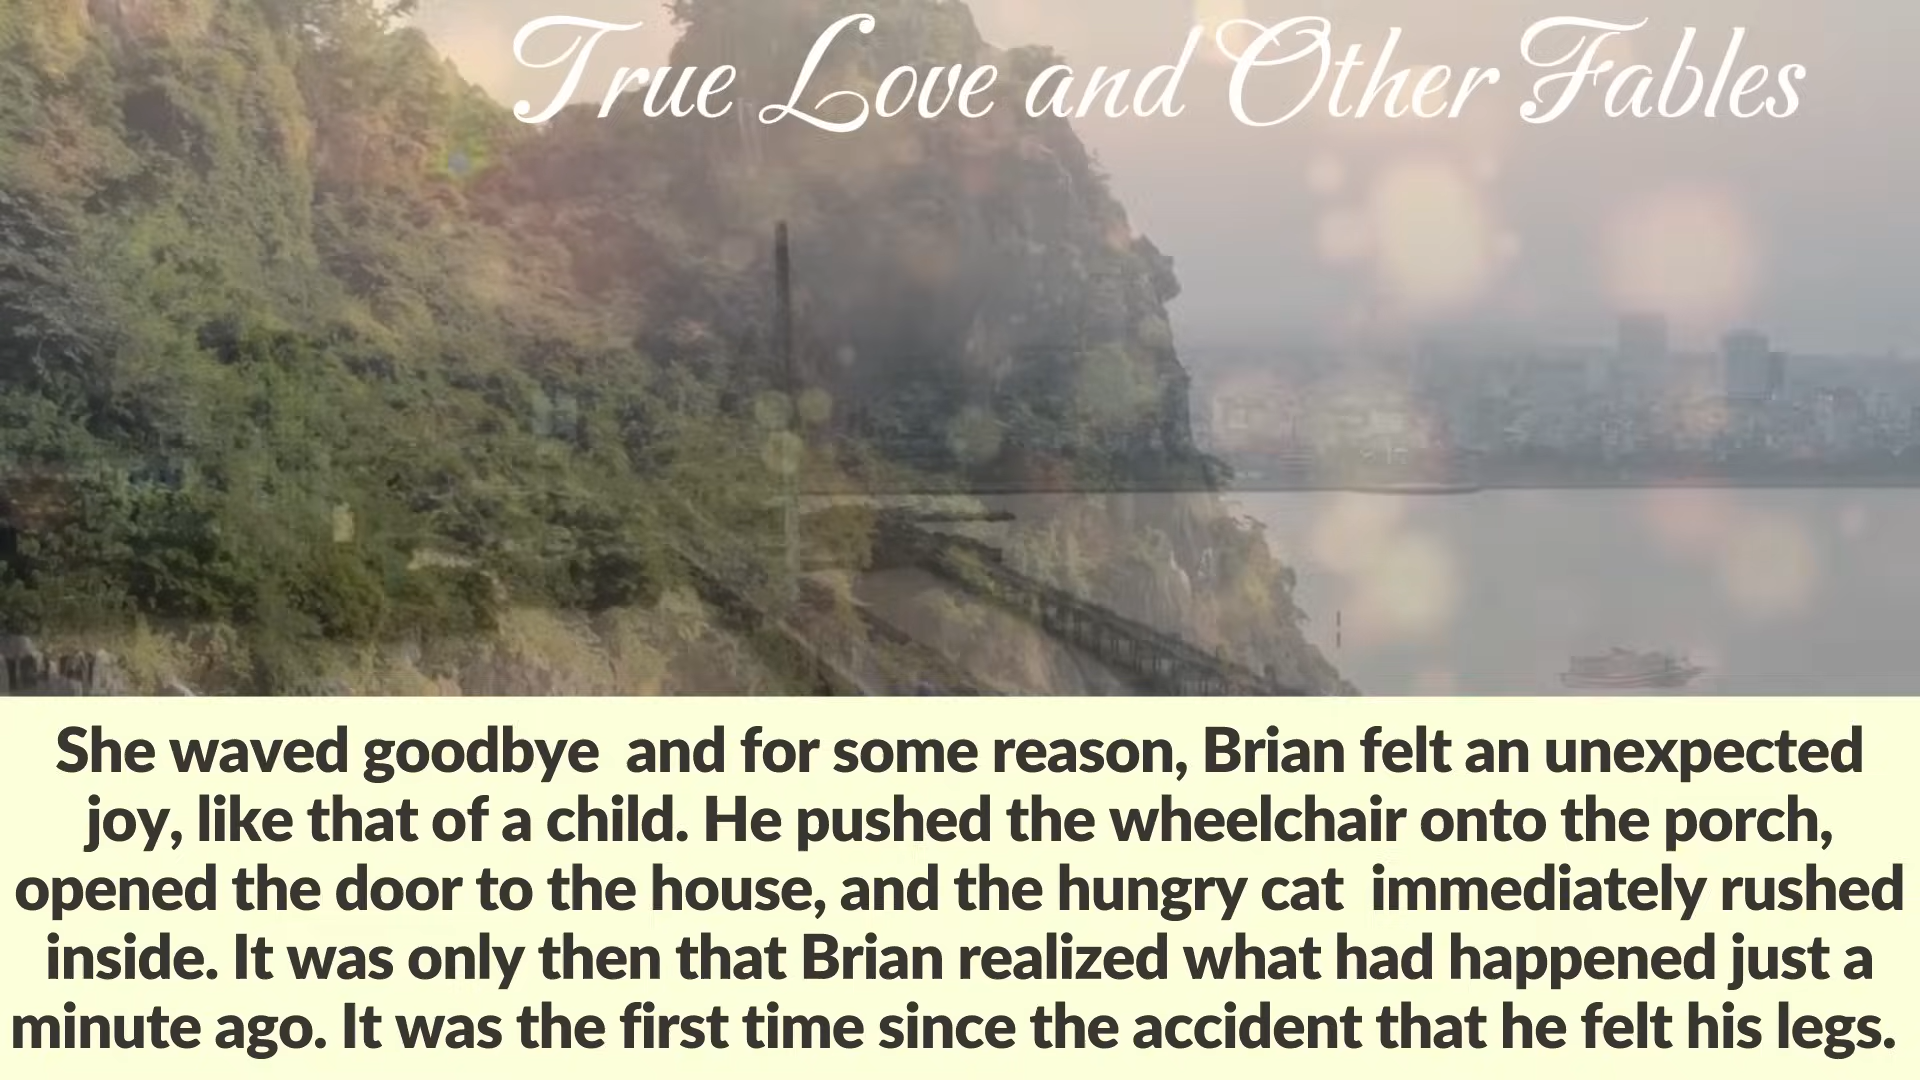 True Love and Other Fables
She waved goodbye  and for some reason, Brian felt an unexpected
joy, like that of a child. He pushed the wheelchair onto the porch,
opened the door to the house, and the hungry cat  immediately rushed
inside. It was only then that Brian realized what had happened just a
minute ago. It was the first time since the accident that he felt his legs.